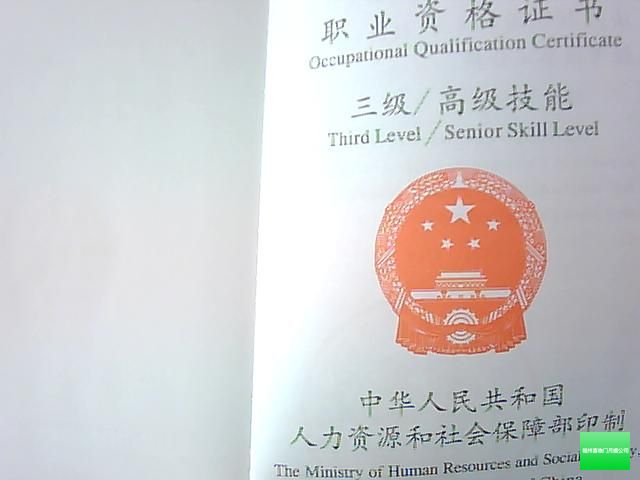 职业资格证书
Occupational Qualification Certificate
三级/高级技能
Third Level/Senior Skill Level
中华人民共和国
人力资源和社会保障部印制
The Ministry of Human Resources and Social
China